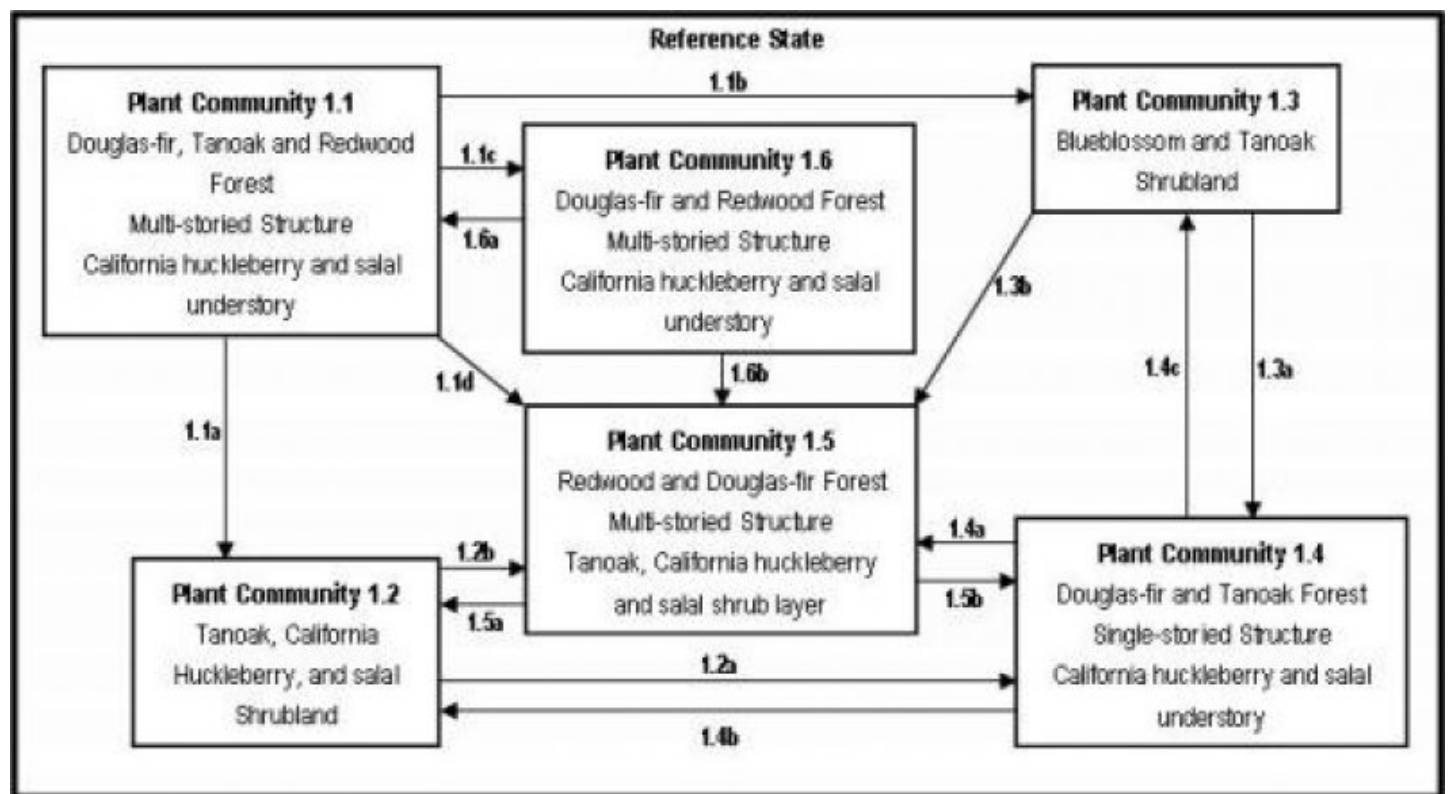 Reference State
Plant Community 1.1
Douglas-fir, Tanoak and Redwood
Forest
Multi-storied Structure
California huckleberry and salal
understory
1.1b
1.1c
1.6a
Plant Community 1.6
Douglas-fir and Redwood Forest
Multi-storied Structure
California huckleberry and salal
understory
Plant Community 1.3
Blueblossom and Tanoak
Shrubland
1.3b
1.4c
1.3a
1.1a
1.1d
1.6b
Plant Community 1.5
Redwood and Douglas-fir Forest
Multi-storied Structure
Tanoak, California huckleberry
and salal shrub layer
1.2b
1.5a
1.4a
1.5b
Plant Community 1.2
Tanoak, California
Huckleberry, and salal
Shrubland
1.2a
1.4b
Plant Community 1.4
Douglas-fir and Tanoak Forest
Single-storied Structure
California huckleberry and salal
understory